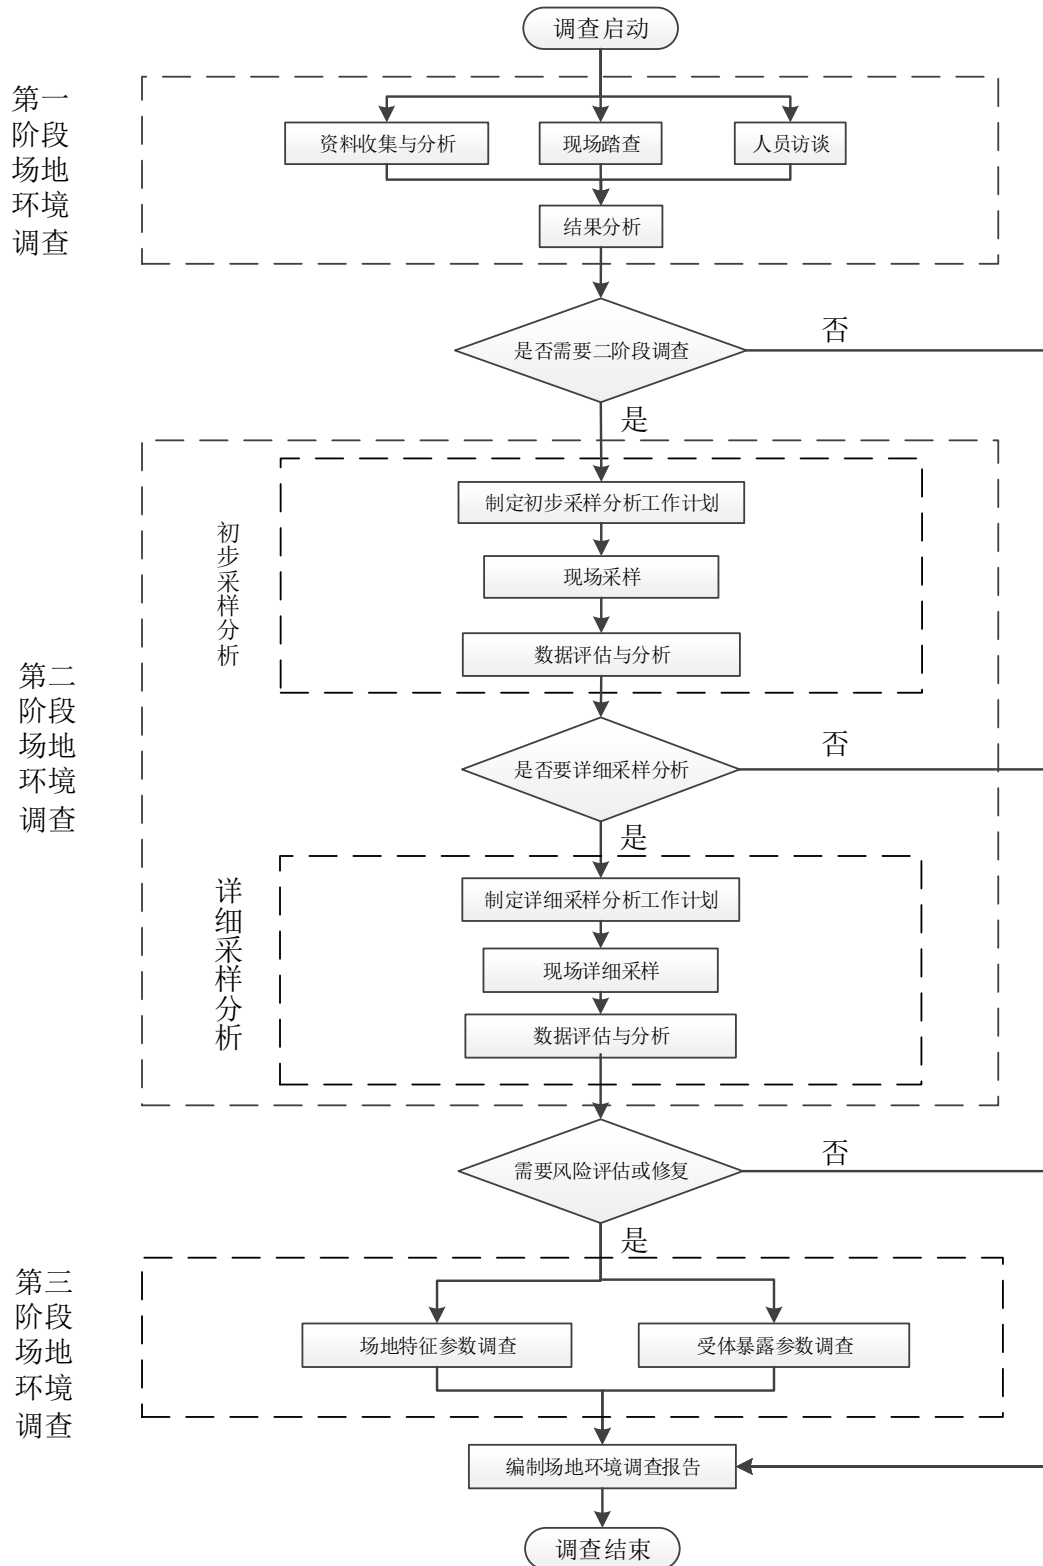 调查启动
第一
阶段
场地
环境
调查
资料收集与分析
现场踏查
人员访谈
结果分析
是否需要二阶段调查
否
是
第二
阶段
场地
环境
调查
初步采样分析
制定初步采样分析工作计划
现场采样
数据评估与分析
是否要详细采样分析
否
是
详细采样分析
制定详细采样分析工作计划
现场详细采样
数据评估与分析
需要风险评估或修复
否
是
第三
阶段
场地
环境
调查
场地特征参数调查
受体暴露参数调查
编制场地环境调查报告
调查结束